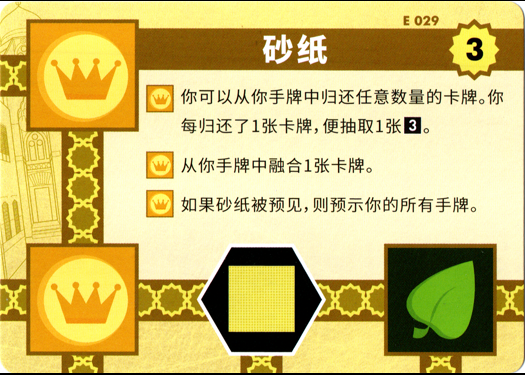 E 029
砂纸
3
你可以从你手牌中归还任意数量的卡牌。你
每归还了1张卡牌，便抽取1张3。
从你手牌中融合1张卡牌。
如果砂纸被预见，则预示你的所有手牌。